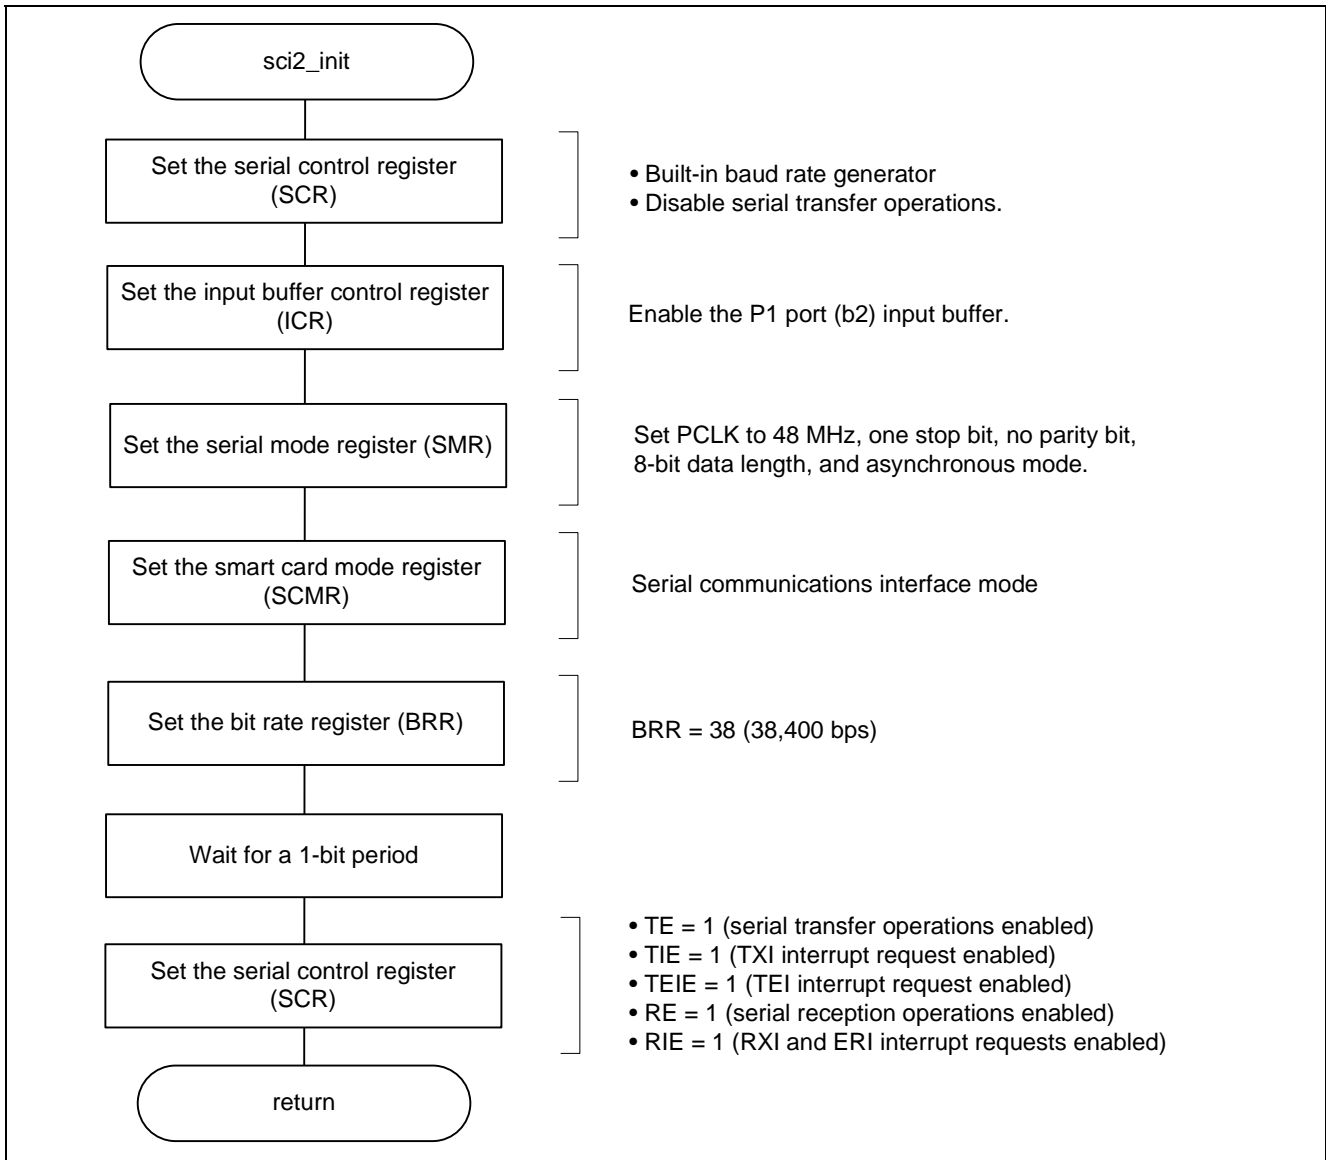 sci2_init
Set the serial control register
(SCR)
• Built-in baud rate generator
• Disable serial transfer operations.
Set the input buffer control register
(ICR)
Enable the P1 port (b2) input buffer.
Set the serial mode register (SMR)
Set PCLK to 48 MHz, one stop bit, no parity bit,
8-bit data length, and asynchronous mode.
Set the smart card mode register
(SCMR)
Serial communications interface mode
Set the bit rate register (BRR)
BRR = 38 (38,400 bps)
Wait for a 1-bit period
Set the serial control register
(SCR)
• TE = 1 (serial transfer operations enabled)
• TIE = 1 (TXI interrupt request enabled)
• TEIE = 1 (TEI interrupt request enabled)
• RE = 1 (serial reception operations enabled)
• RIE = 1 (RXI and ERI interrupt requests enabled)
return